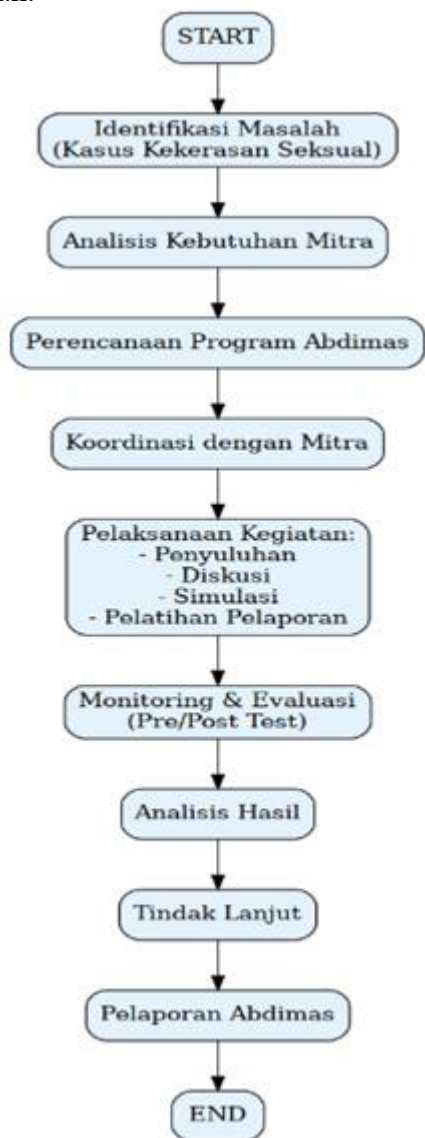 START
Identifikasi Masalah
(Kasus Kekerasan Seksual)
Analisis Kebutuhan Mitra
Perencanaan Program Abdimas
Koordinasi dengan Mitra
Pelaksanaan Kegiatan:
- Penyuluhan
- Diskusi
- Simulasi
- Pelatihan Pelaporan
Monitoring & Evaluasi
(Pre/Post Test)
Analisis Hasil
Tindak Lanjut
Pelaporan Abdimas
END